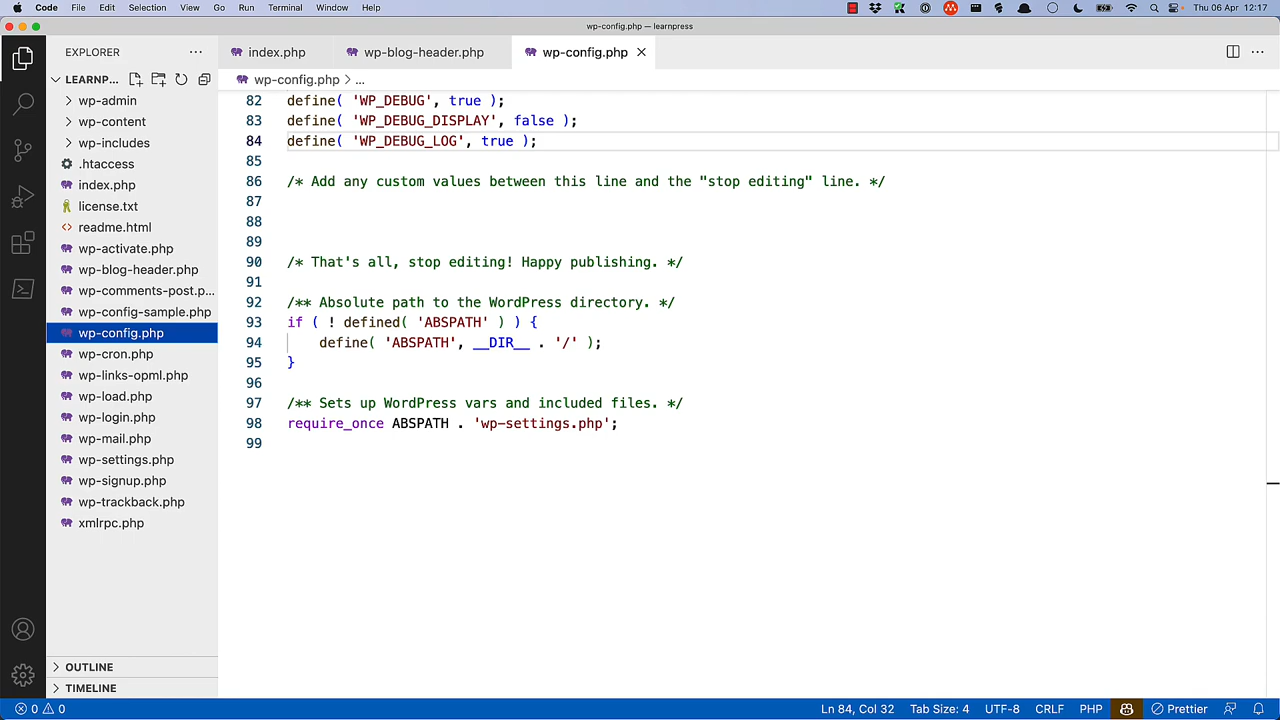 Code File Edit Selection View Go Run Terminal Window Help Thu 06 Apr 12:17
wp-config.php — learnpress
EXPLORER
LEARNP...
wp-admin
wp-content
wp-includes
.htaccess
index.php
license.txt
readme.html
wp-activate.php
wp-blog-header.php
wp-comments-post.p...
wp-config-sample.php
wp-config.php
wp-cron.php
wp-links-opml.php
wp-load.php
wp-login.php
wp-mail.php
wp-settings.php
wp-signup.php
wp-trackback.php
xmlrpc.php
OUTLINE
TIMELINE
index.php wp-blog-header.php wp-config.php
wp-config.php > ...
82 define( 'WP_DEBUG', true );
83 define( 'WP_DEBUG_DISPLAY', false );
84 define( 'WP_DEBUG_LOG', true );
85
86 /* Add any custom values between this line and the "stop editing" line. */
87
88
89
90 /* That's all, stop editing! Happy publishing. */
91
92 /** Absolute path to the WordPress directory. */
93 if ( ! defined( 'ABSPATH' ) ) {
94 define( 'ABSPATH', __DIR__ . '/' );
95 }
96
97 /** Sets up WordPress vars and included files. */
98 require_once ABSPATH . 'wp-settings.php';
99
0 0 Ln 84, Col 32 Tab Size: 4 UTF-8 CRLF PHP Prettier